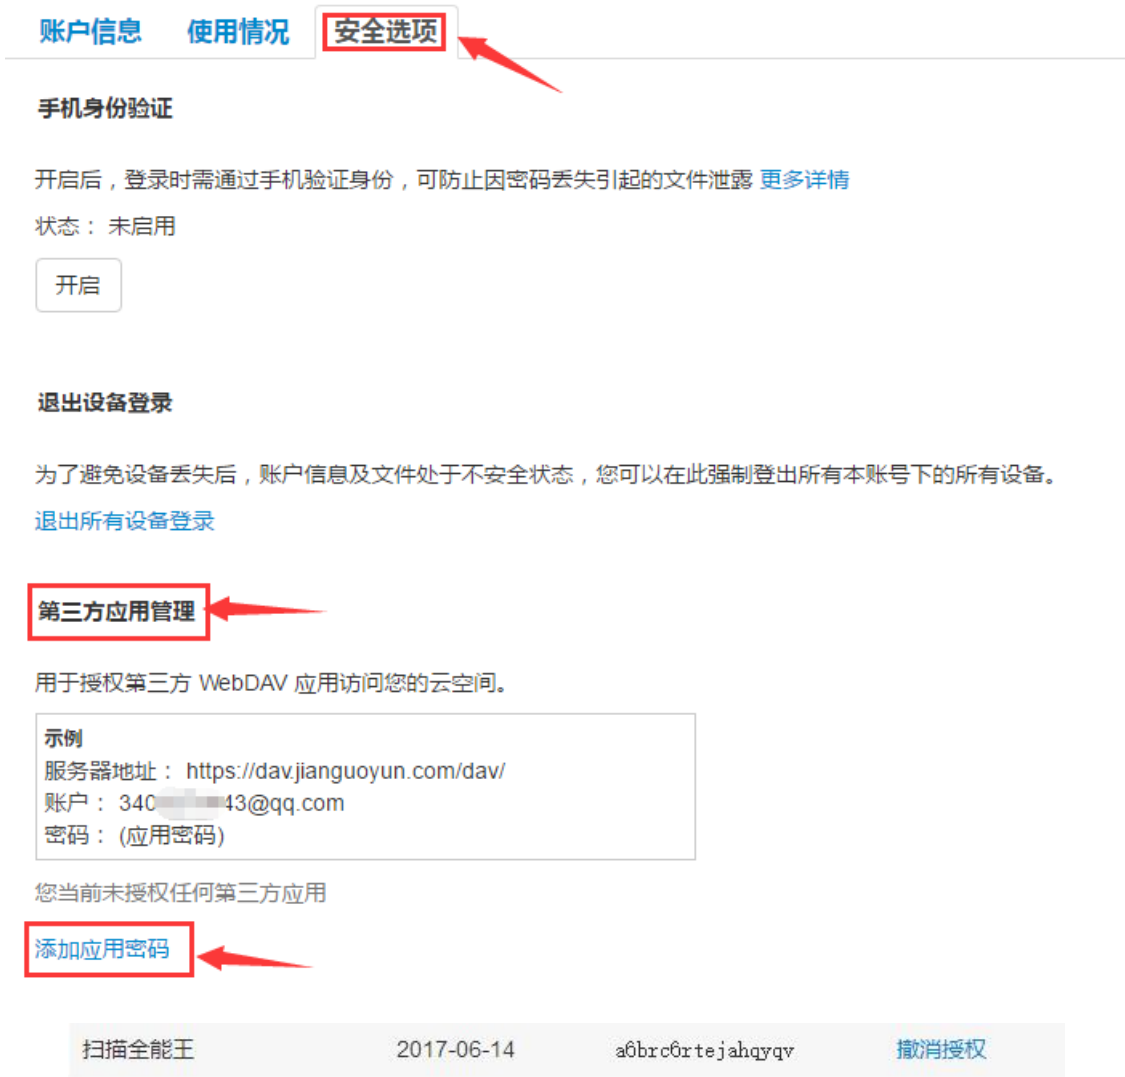 账户信息 使用情况 安全选项
手机身份验证
开启后，登录时需通过手机验证身份，可防止因密码丢失引起的文件泄露 更多详情
状态： 未启用
开启
退出设备登录
为了避免设备丢失后，账户信息及文件处于不安全状态，您可以在此强制登出所有本账号下的所有设备。
退出所有设备登录
第三方应用管理
用于授权第三方 WebDAV 应用访问您的云空间。
示例
服务器地址： https://dav.jianguoyun.com/dav/
账户： 340 43@qq.com
密码： (应用密码)
您当前未授权任何第三方应用
添加应用密码
扫描全能王 2017-06-14 a6brc6rtejahqyqv 撤消授权